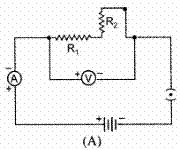 R₂
R₁
− A +
+ V −
+ −
(A)